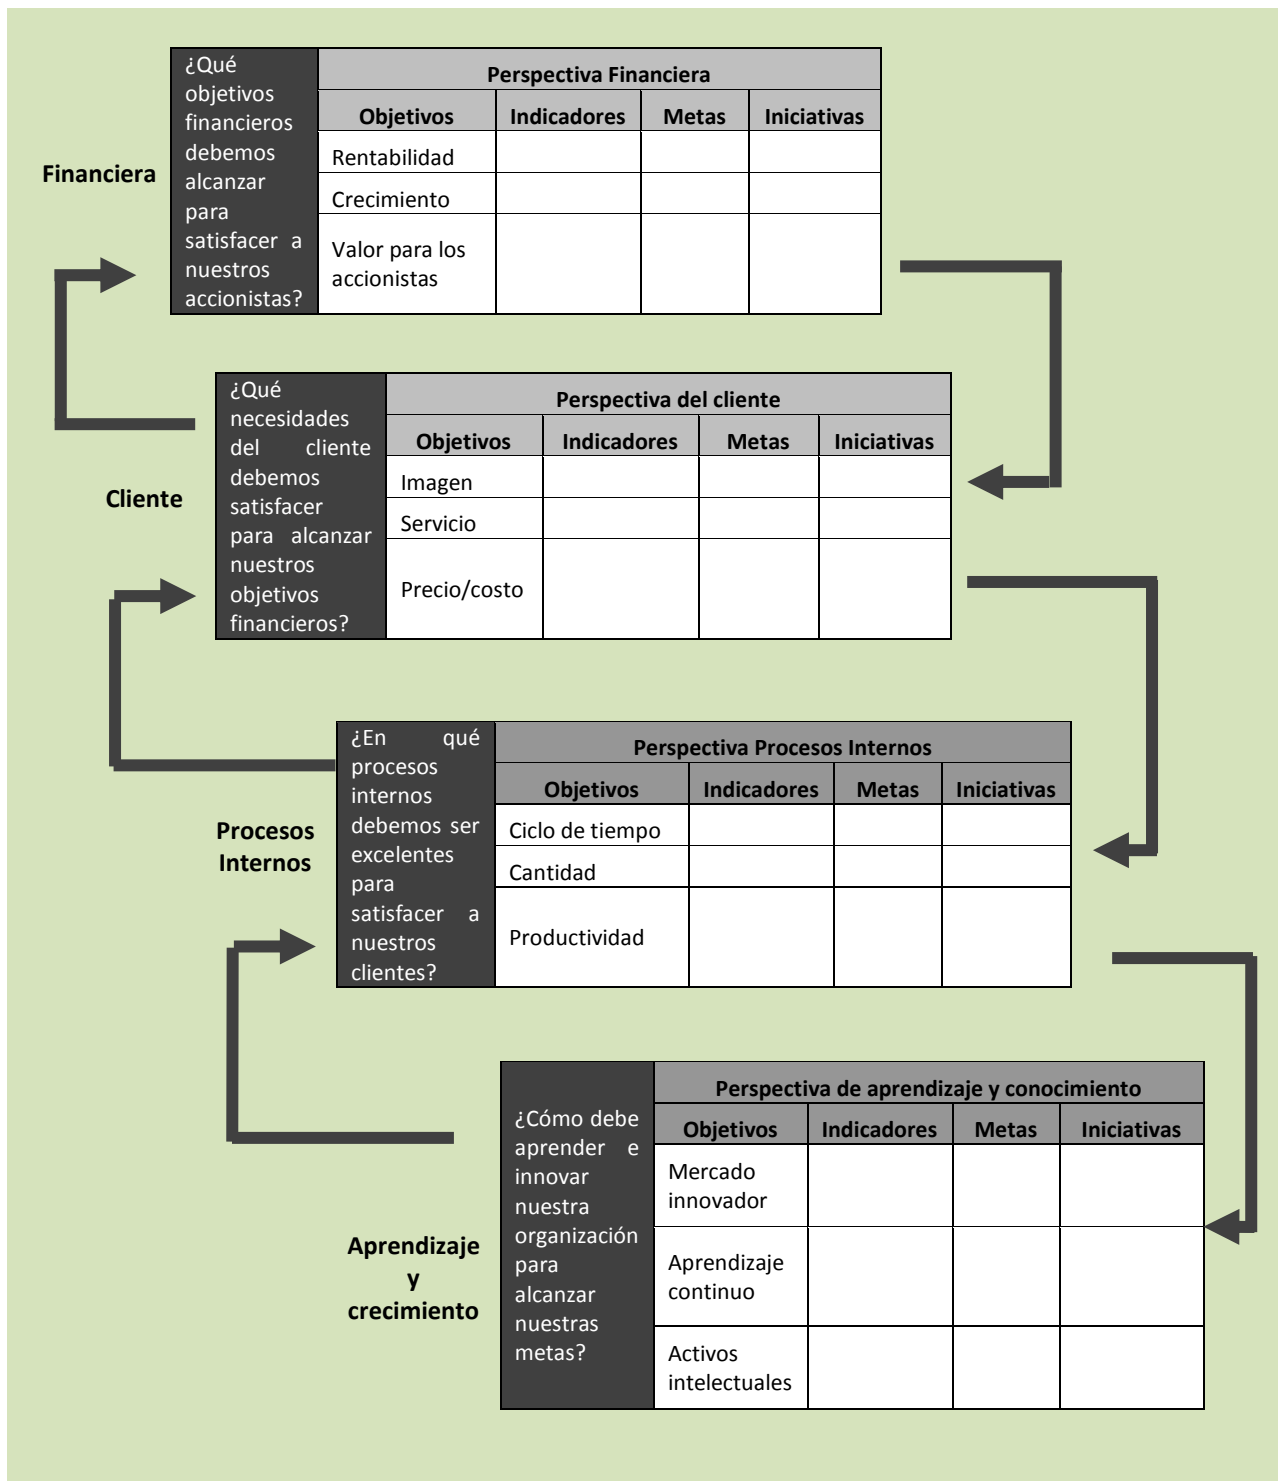 Financiera
¿Qué
objetivos
financieros
debemos
alcanzar
para
satisfacer a
nuestros
accionistas?
Perspectiva Financiera
Objetivos Indicadores Metas Iniciativas
Rentabilidad
Crecimiento
Valor para los
accionistas
Cliente
¿Qué
necesidades
del cliente
debemos
satisfacer
para alcanzar
nuestros
objetivos
financieros?
Perspectiva del cliente
Objetivos Indicadores Metas Iniciativas
Imagen
Servicio
Precio/costo
Procesos
Internos
¿En qué
procesos
internos
debemos ser
excelentes
para
satisfacer a
nuestros
clientes?
Perspectiva Procesos Internos
Objetivos Indicadores Metas Iniciativas
Ciclo de tiempo
Cantidad
Productividad
Aprendizaje
y
crecimiento
¿Cómo debe
aprender e
innovar
nuestra
organización
para
alcanzar
nuestras
metas?
Perspectiva de aprendizaje y conocimiento
Objetivos Indicadores Metas Iniciativas
Mercado
innovador
Aprendizaje
continuo
Activos
intelectuales